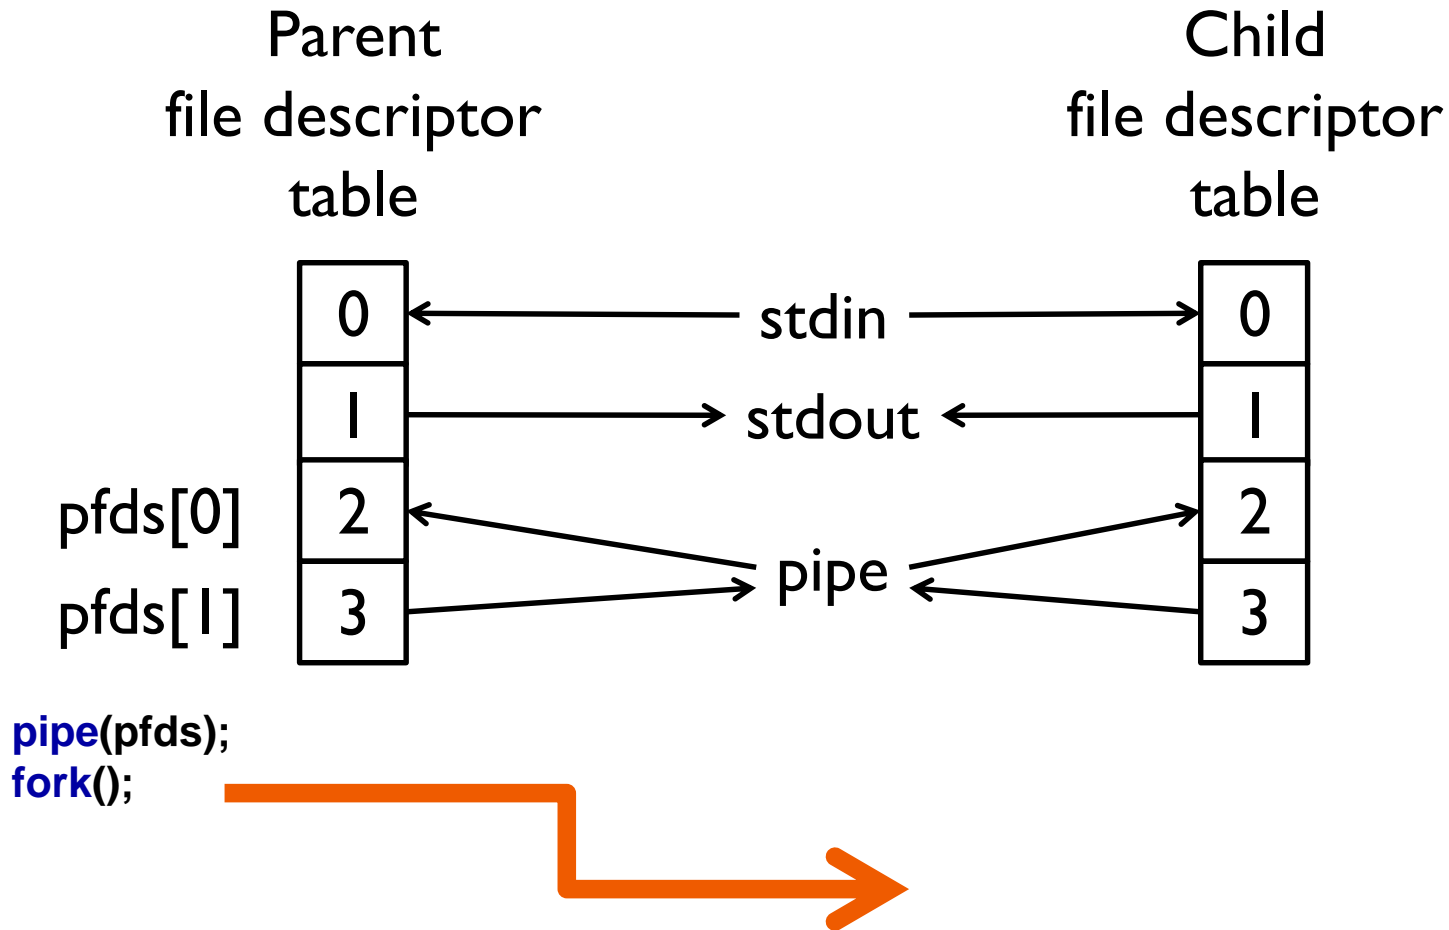 Parent
file descriptor
table
Child
file descriptor
table
0
stdin
0
1
stdout
1
pfds[0]
2
2
pipe
pfds[1]
3
3
pipe(pfds);
fork();